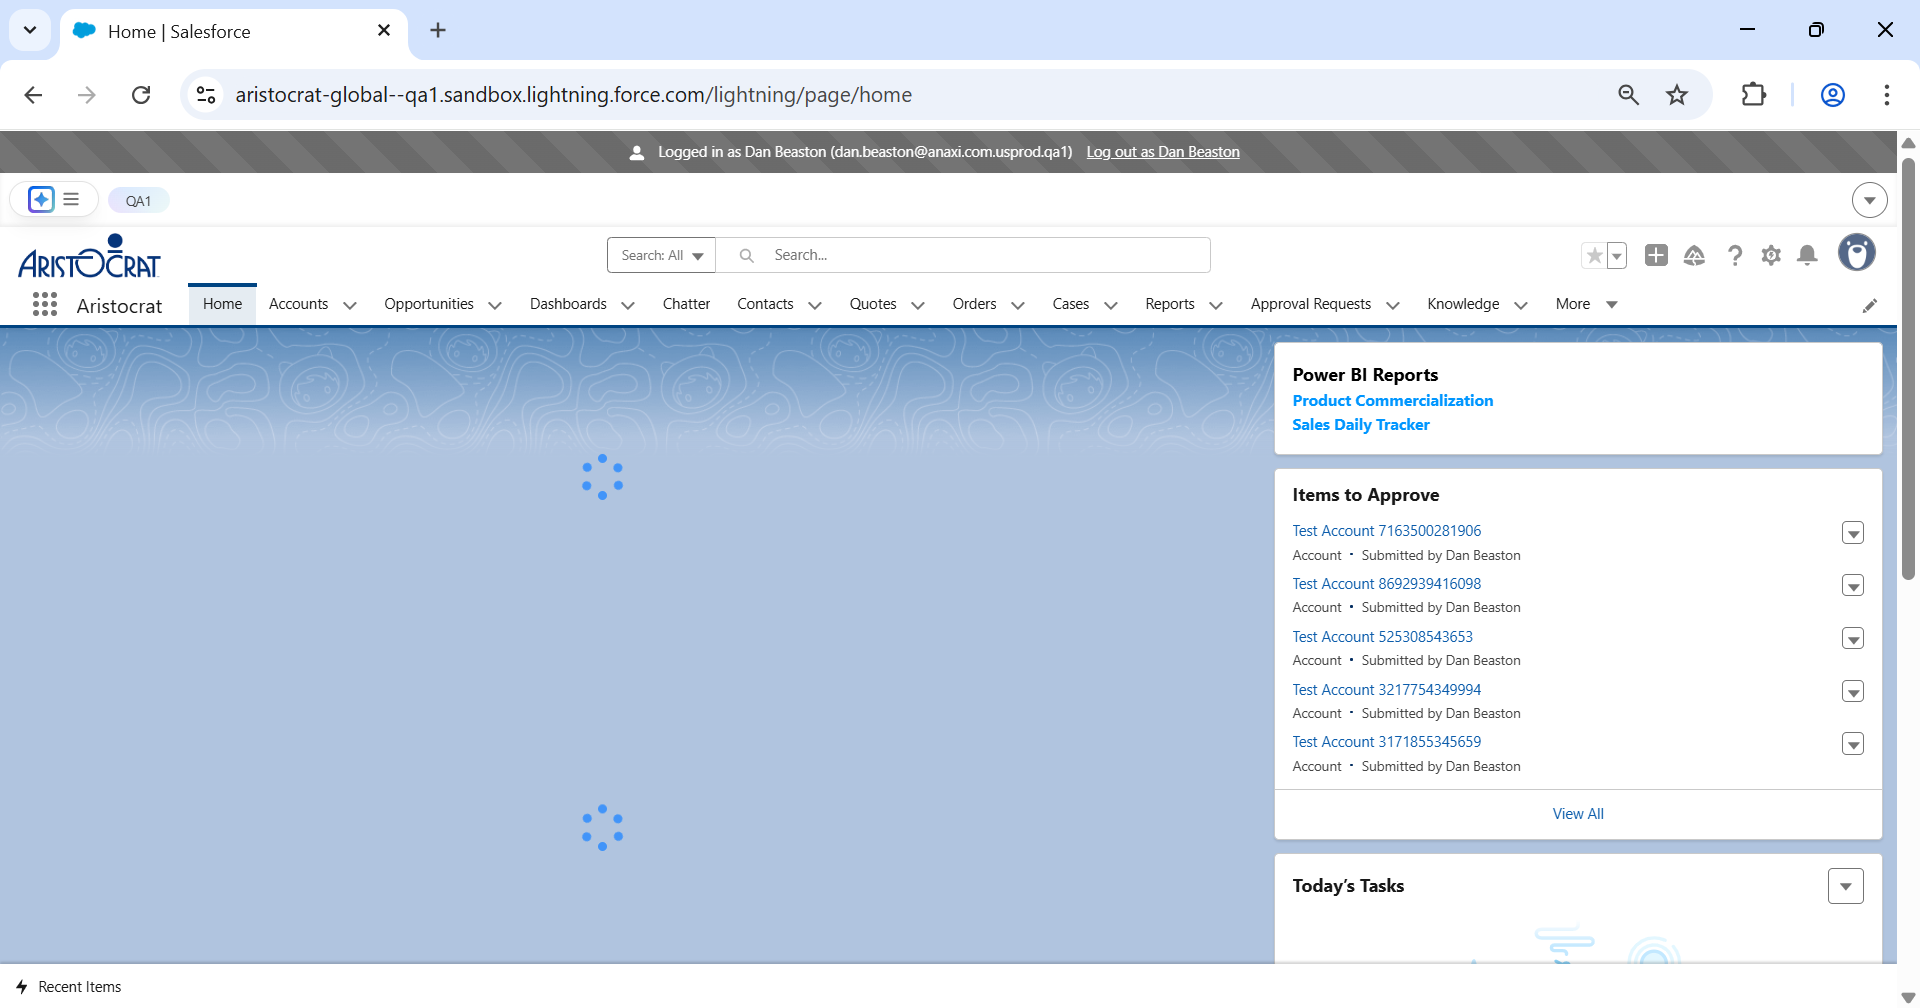 Home | Salesforce
aristocrat-global--qa1.sandbox.lightning.force.com/lightning/page/home
Logged in as Dan Beaston (dan.beaston@anaxi.com.usprod.qa1) Log out as Dan Beaston
QA1
ARISTOCRAT
Search: All Search...
Aristocrat Home Accounts Opportunities Dashboards Chatter Contacts Quotes Orders Cases Reports Approval Requests Knowledge More
Power BI Reports
Product Commercialization
Sales Daily Tracker
Items to Approve
Test Account 7163500281906
Account • Submitted by Dan Beaston
Test Account 8692939416098
Account • Submitted by Dan Beaston
Test Account 525308543653
Account • Submitted by Dan Beaston
Test Account 3217754349994
Account • Submitted by Dan Beaston
Test Account 3171855345659
Account • Submitted by Dan Beaston
View All
Today's Tasks
Recent Items